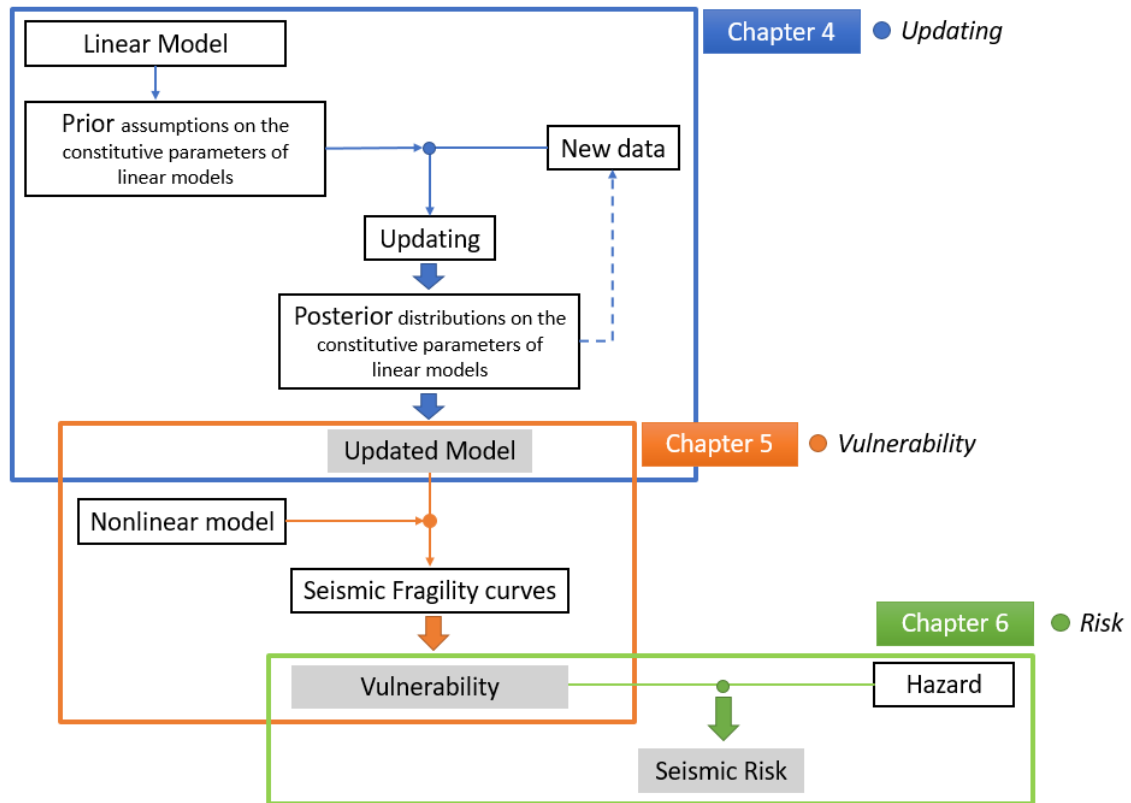 Linear Model
Chapter 4
Updating
Prior assumptions on the
constitutive parameters of
linear models
New data
Updating
Posterior distributions on the
constitutive parameters of
linear models
Updated Model
Chapter 5
Vulnerability
Nonlinear model
Seismic Fragility curves
Chapter 6
Risk
Vulnerability
Hazard
Seismic Risk